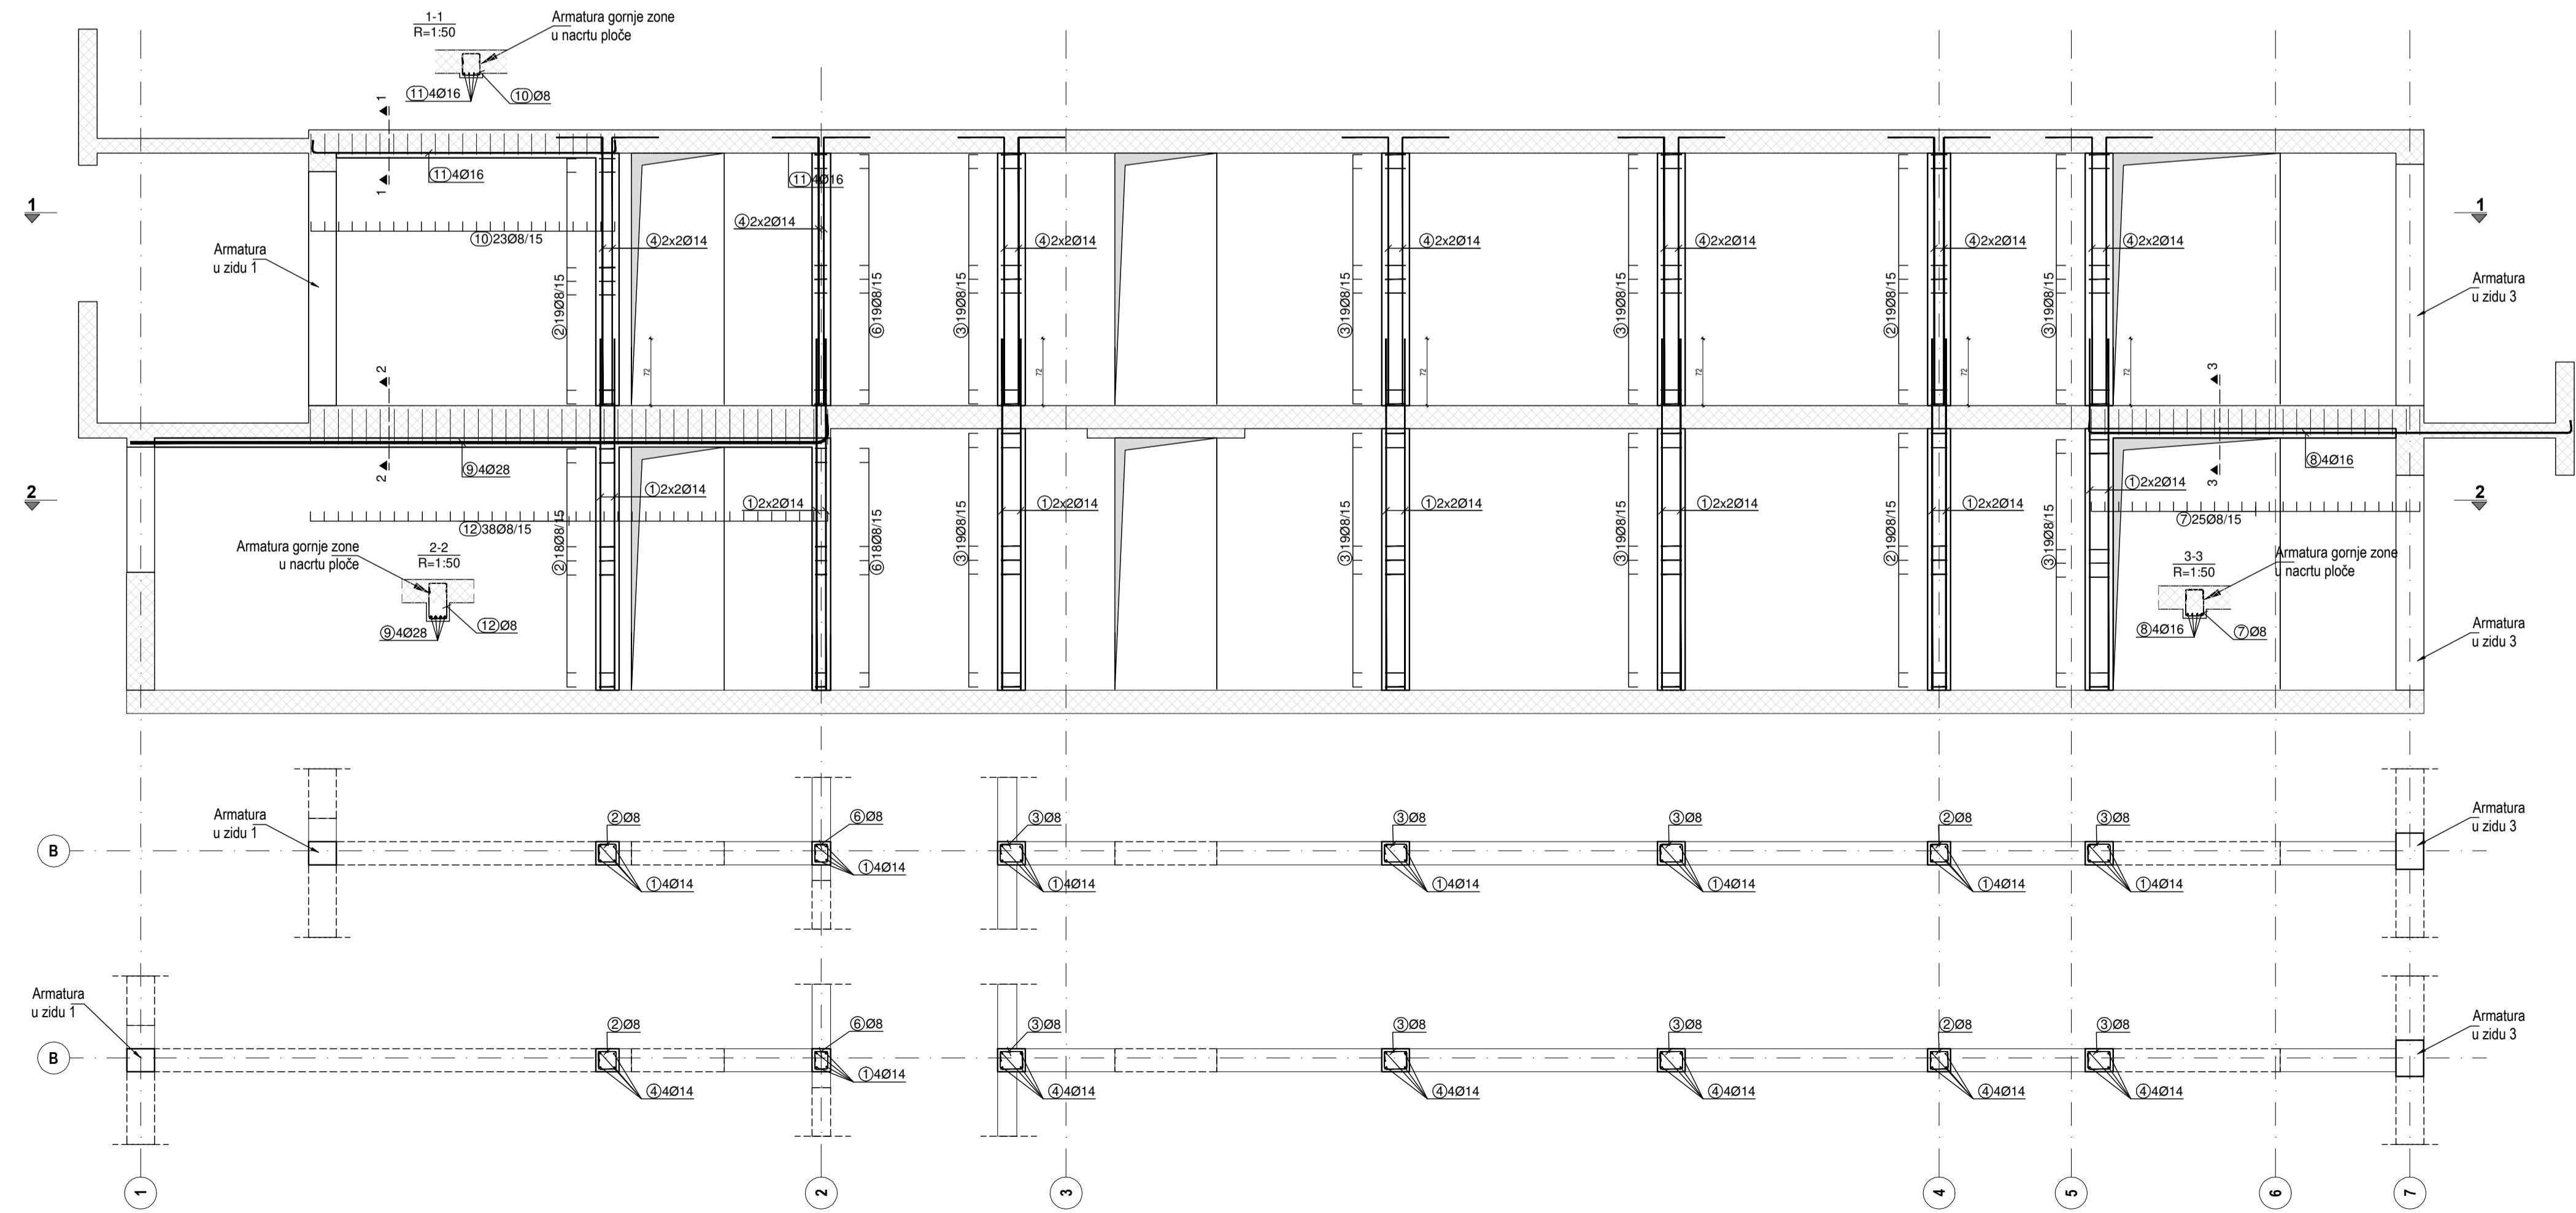 1-1
R=1:50
Armatura gornje zone
u nacrt ploče
⑪4Ø16
⑩Ø8
1
1
⑪4Ø16
⑪4Ø16
1
1
⑩23Ø8/15
④2x2Ø14
④2x2Ø14
④2x2Ø14
④2x2Ø14
④2x2Ø14
④2x2Ø14
④2x2Ø14
Armatura
u zidu 1
Armatura
u zidu 3
②19Ø8/15
⑥19Ø8/15
③19Ø8/15
③19Ø8/15
③19Ø8/15
②19Ø8/15
③19Ø8/15
72
72
72
72
72
72
2
2
3
3
⑨4Ø28
⑧4Ø16
2
2
①2x2Ø14
①2x2Ø14
①2x2Ø14
①2x2Ø14
①2x2Ø14
①2x2Ø14
①2x2Ø14
⑫38Ø8/15
⑦25Ø8/15
②18Ø8/15
⑥18Ø8/15
③19Ø8/15
③19Ø8/15
③19Ø8/15
②19Ø8/15
③19Ø8/15
Armatura gornje zone
u nacrtu ploče
2-2
R=1:50
⑨4Ø28
⑫Ø8
3-3
R=1:50
Armatura gornje zone
u nacrtu ploče
⑧4Ø16
⑦Ø8
Armatura
u zidu 3
Armatura
u zidu 1
②Ø8
⑥Ø8
③Ø8
③Ø8
③Ø8
②Ø8
③Ø8
Armatura
u zidu 3
B
①4Ø14
①4Ø14
①4Ø14
①4Ø14
①4Ø14
①4Ø14
①4Ø14
Armatura
u zidu 1
②Ø8
⑥Ø8
③Ø8
③Ø8
③Ø8
②Ø8
③Ø8
Armatura
u zidu 3
B
④4Ø14
①4Ø14
④4Ø14
④4Ø14
④4Ø14
④4Ø14
④4Ø14
1
2
3
4
5
6
7